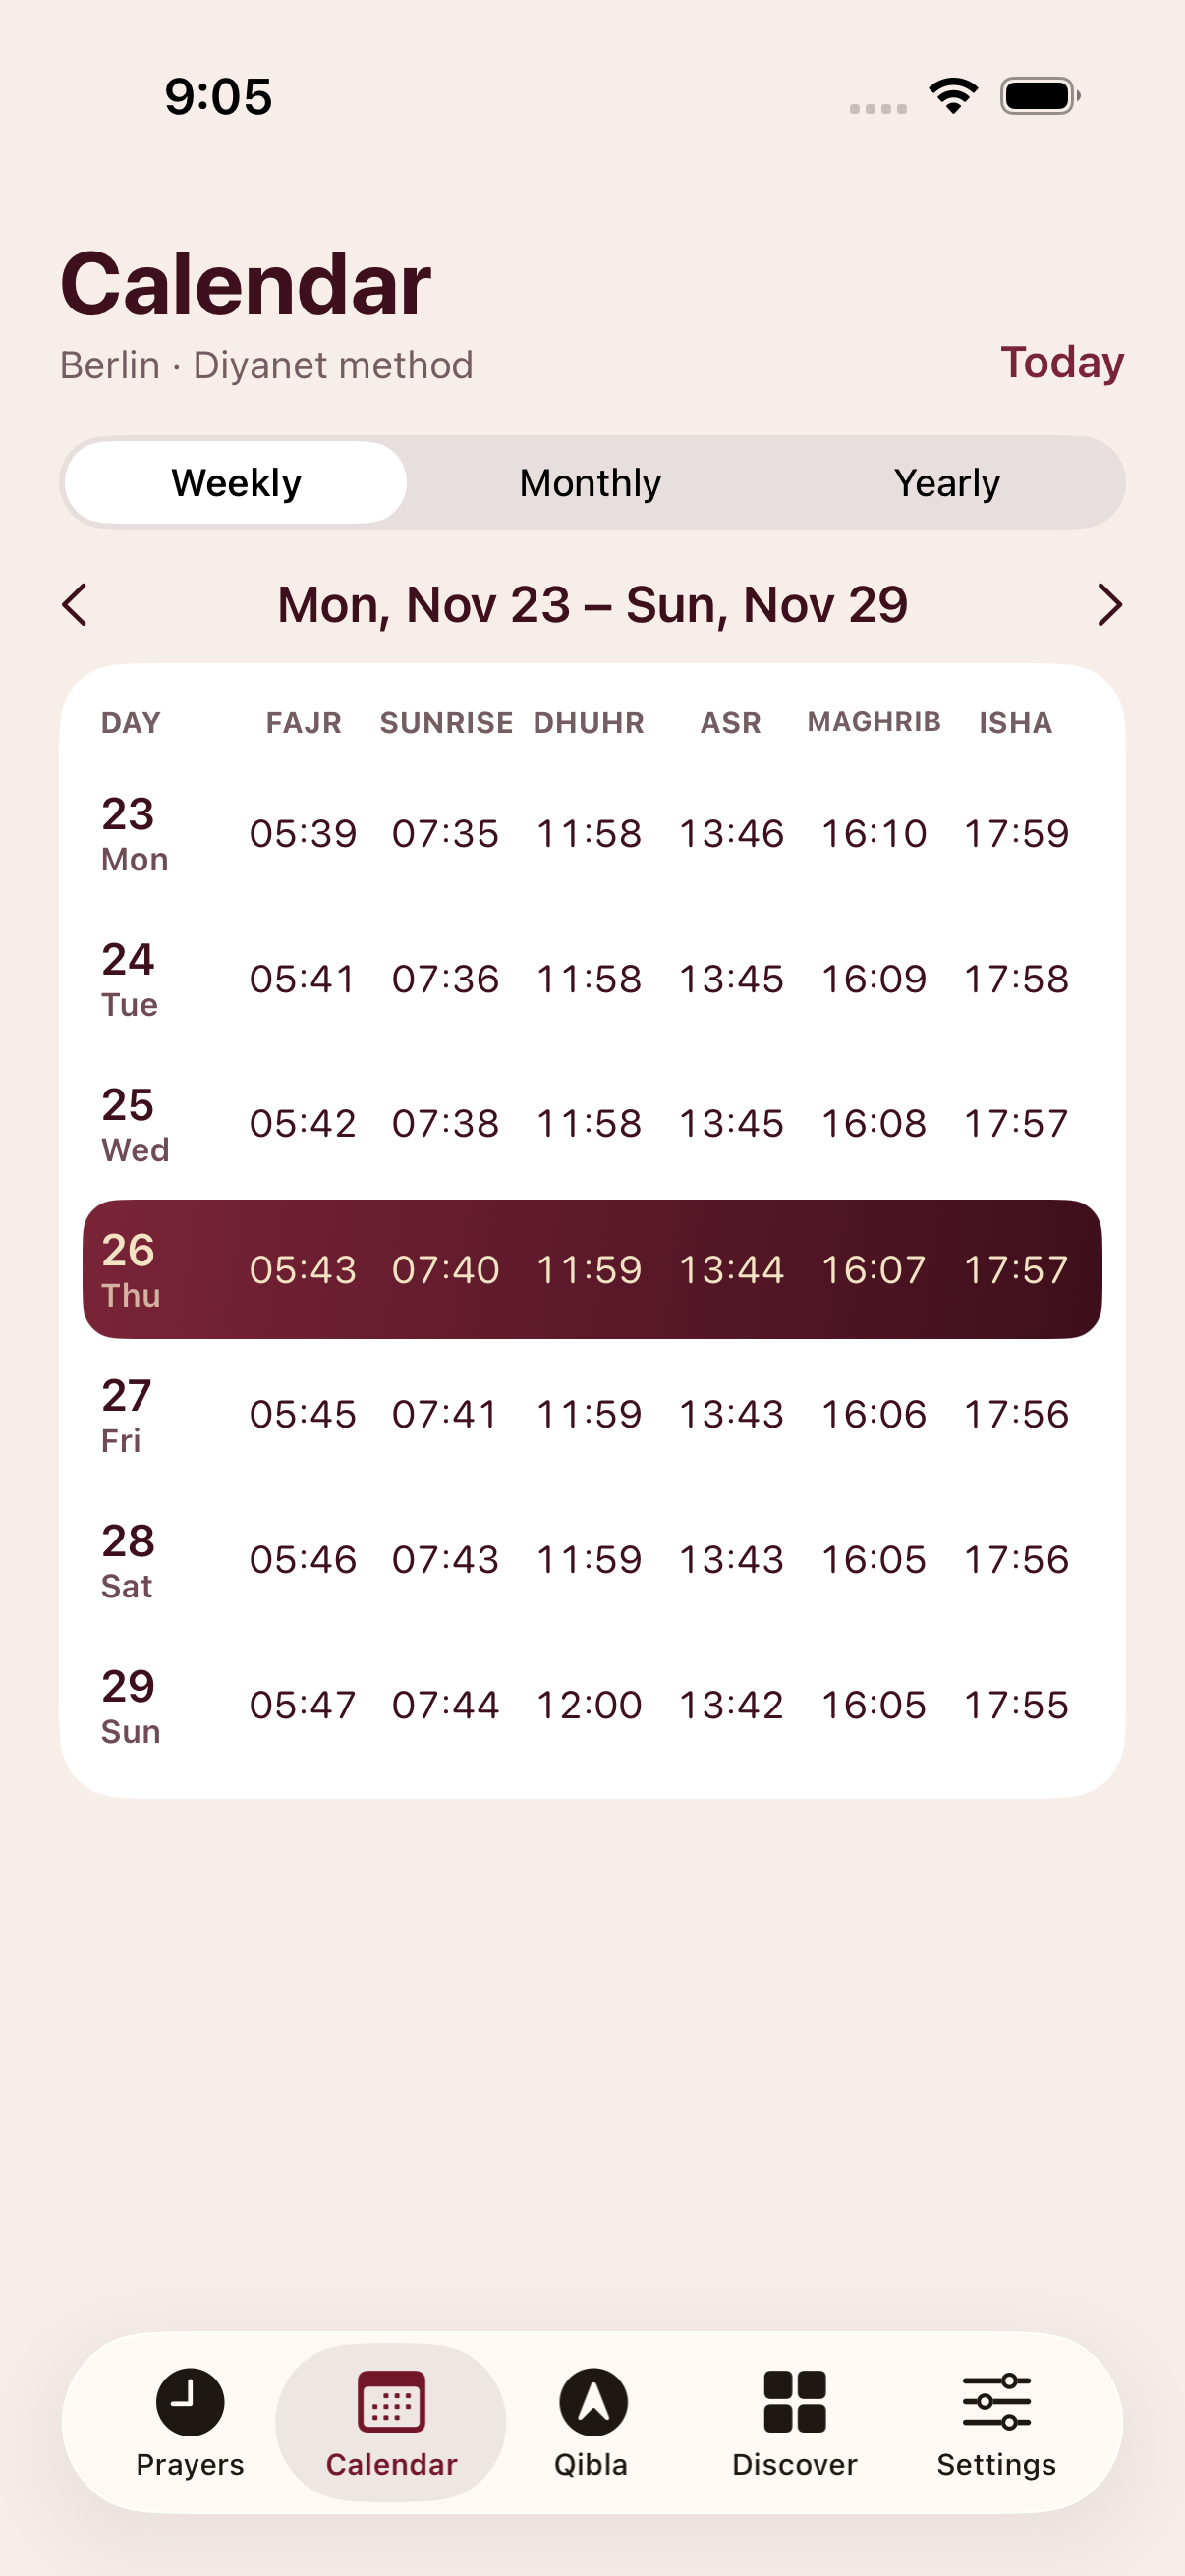 9:05
Calendar
Berlin · Diyanet method
Today
Weekly Monthly Yearly
Mon, Nov 23 – Sun, Nov 29
DAY FAJR SUNRISE DHUHR ASR MAGHRIB ISHA
23 05:39 07:35 11:58 13:46 16:10 17:59
Mon
24 05:41 07:36 11:58 13:45 16:09 17:58
Tue
25 05:42 07:38 11:58 13:45 16:08 17:57
Wed
26 05:43 07:40 11:59 13:44 16:07 17:57
Thu
27 05:45 07:41 11:59 13:43 16:06 17:56
Fri
28 05:46 07:43 11:59 13:43 16:05 17:56
Sat
29 05:47 07:44 12:00 13:42 16:05 17:55
Sun
Prayers Calendar Qibla Discover Settings